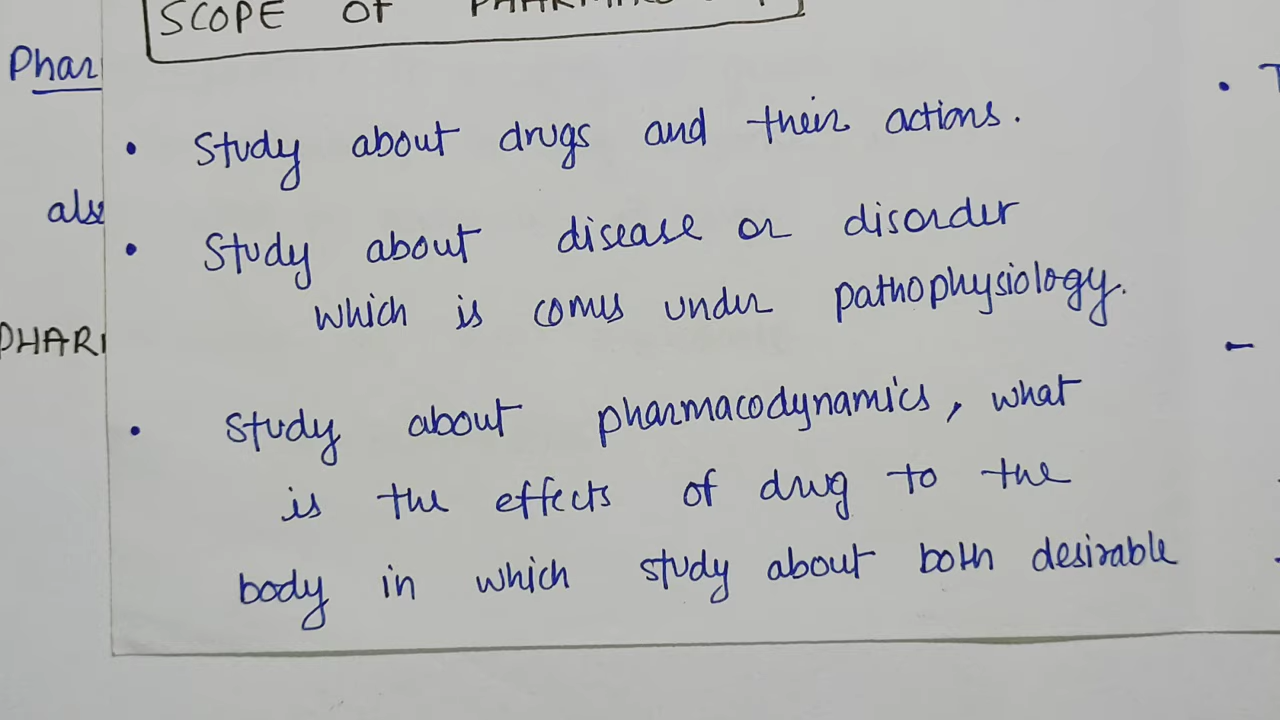 SCOPE OF
Phar
• Study about drugs and their actions.
als
• Study about disease or disorder
which is comes under pathophysiology.
PHAR
• Study about pharmacodynamics, what
is the effects of drug to the
body in which study about both desirable